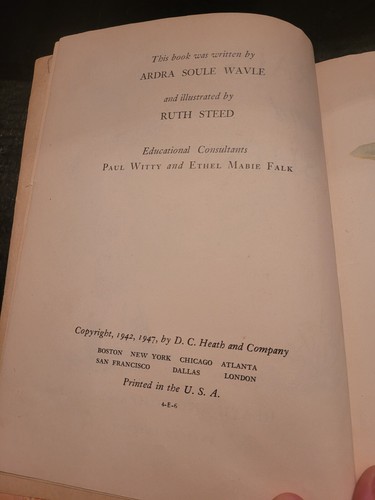 This book was written by
ARDRA SOULE WAVLE
and illustrated by
RUTH STEED
Educational Consultants
PAUL WITTY and ETHEL MABIE FALK
Copyright, 1942, 1947, by D. C. Heath and Company
BOSTON NEW YORK CHICAGO ATLANTA
SAN FRANCISCO DALLAS LONDON
Printed in the U. S. A.
4-E-6